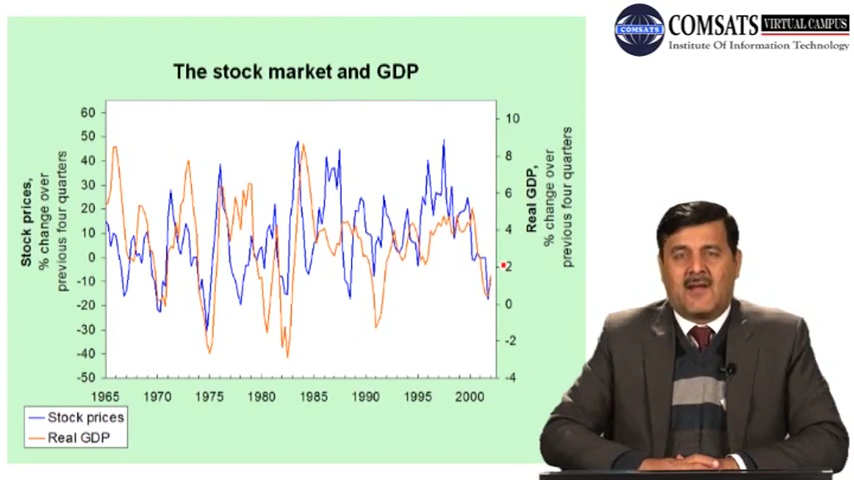 COMSATS VIRTUAL CAMPUS
Institute Of Information Technology
COMSATS
The stock market and GDP
Stock prices,
% change over
previous four quarters
60
50
40
30
20
10
0
-10
-20
-30
-40
-50
10
8
6
4
2
0
-2
-4
Real GDP,
% change over
previous four quarters
1965 1970 1975 1980 1985 1990 1995 2000
Stock prices
Real GDP